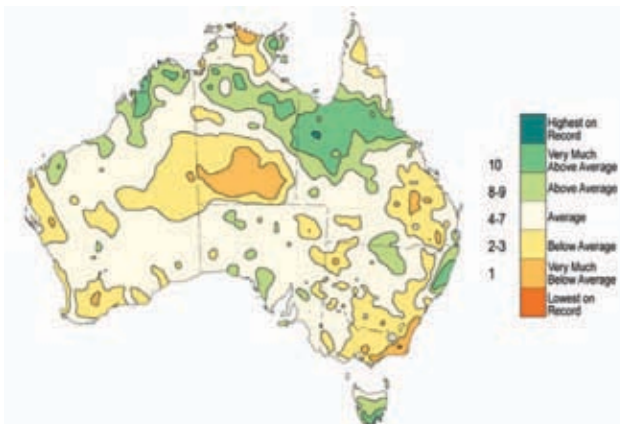 Highest on
Record
10
Very Much
Above Average
8-9
Above Average
4-7
Average
2-3
Below Average
1
Very Much
Below Average
Lowest on
Record